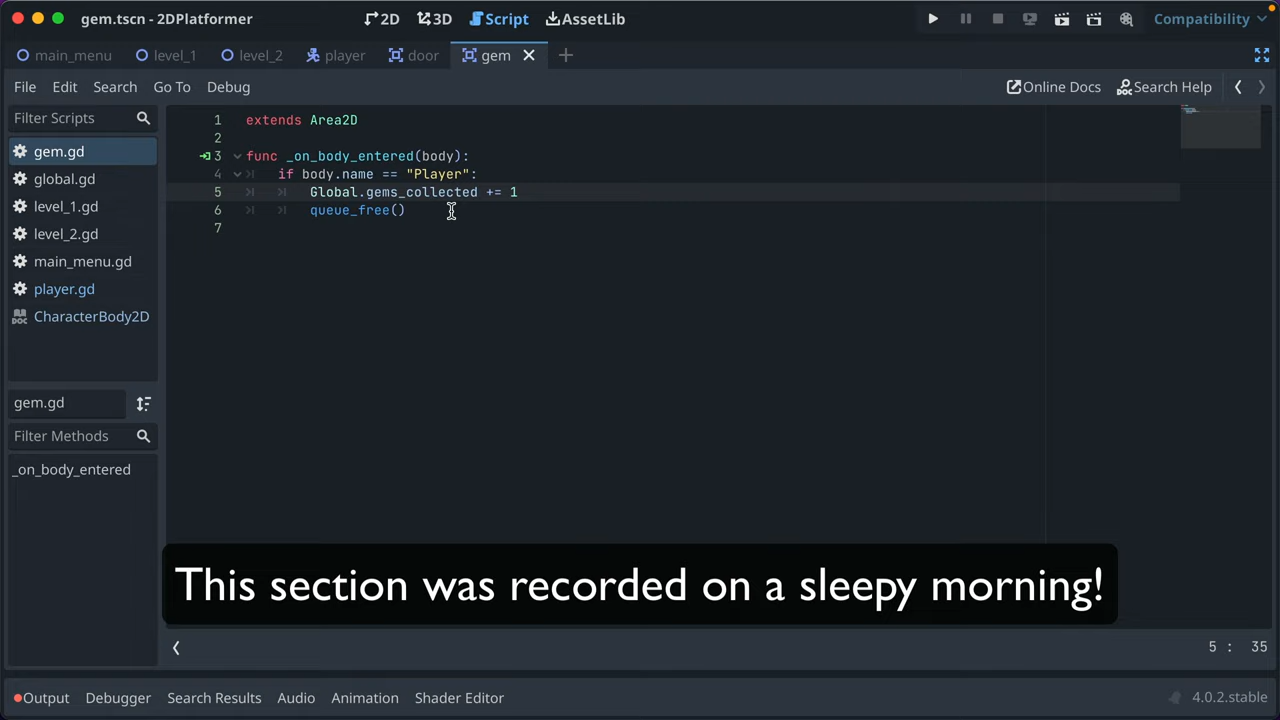 gem.tscn - 2DPlatformer
2D
3D
Script
AssetLib
Compatibility
main_menu
level_1
level_2
player
door
gem
File Edit Search Go To Debug
Online Docs
Search Help
Filter Scripts
gem.gd
global.gd
level_1.gd
level_2.gd
main_menu.gd
player.gd
CharacterBody2D
gem.gd
Filter Methods
_on_body_entered
1 extends Area2D
2
3 func _on_body_entered(body):
4 if body.name == "Player":
5 Global.gems_collected += 1
6 queue_free()
7
This section was recorded on a sleepy morning!
5 : 35
Output Debugger Search Results Audio Animation Shader Editor
4.0.2.stable